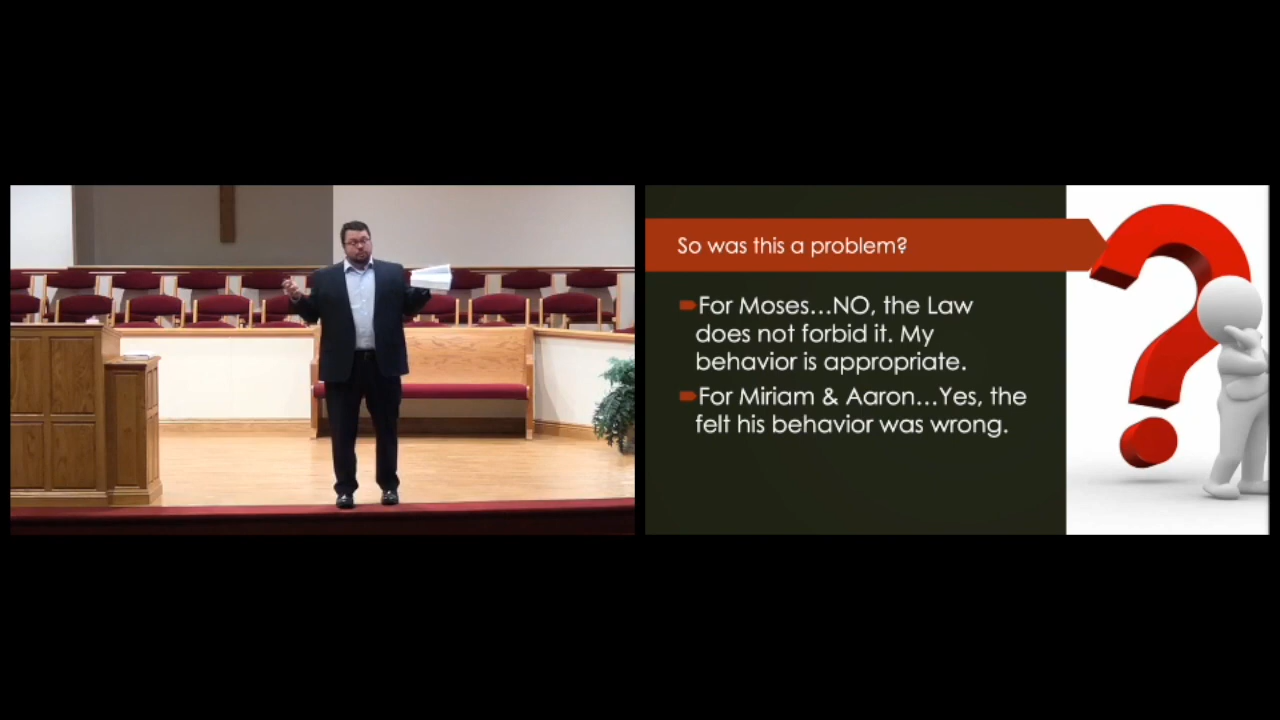 So was this a problem?
For Moses...NO, the Law
does not forbid it. My
behavior is appropriate.
For Miriam & Aaron...Yes, the
felt his behavior was wrong.